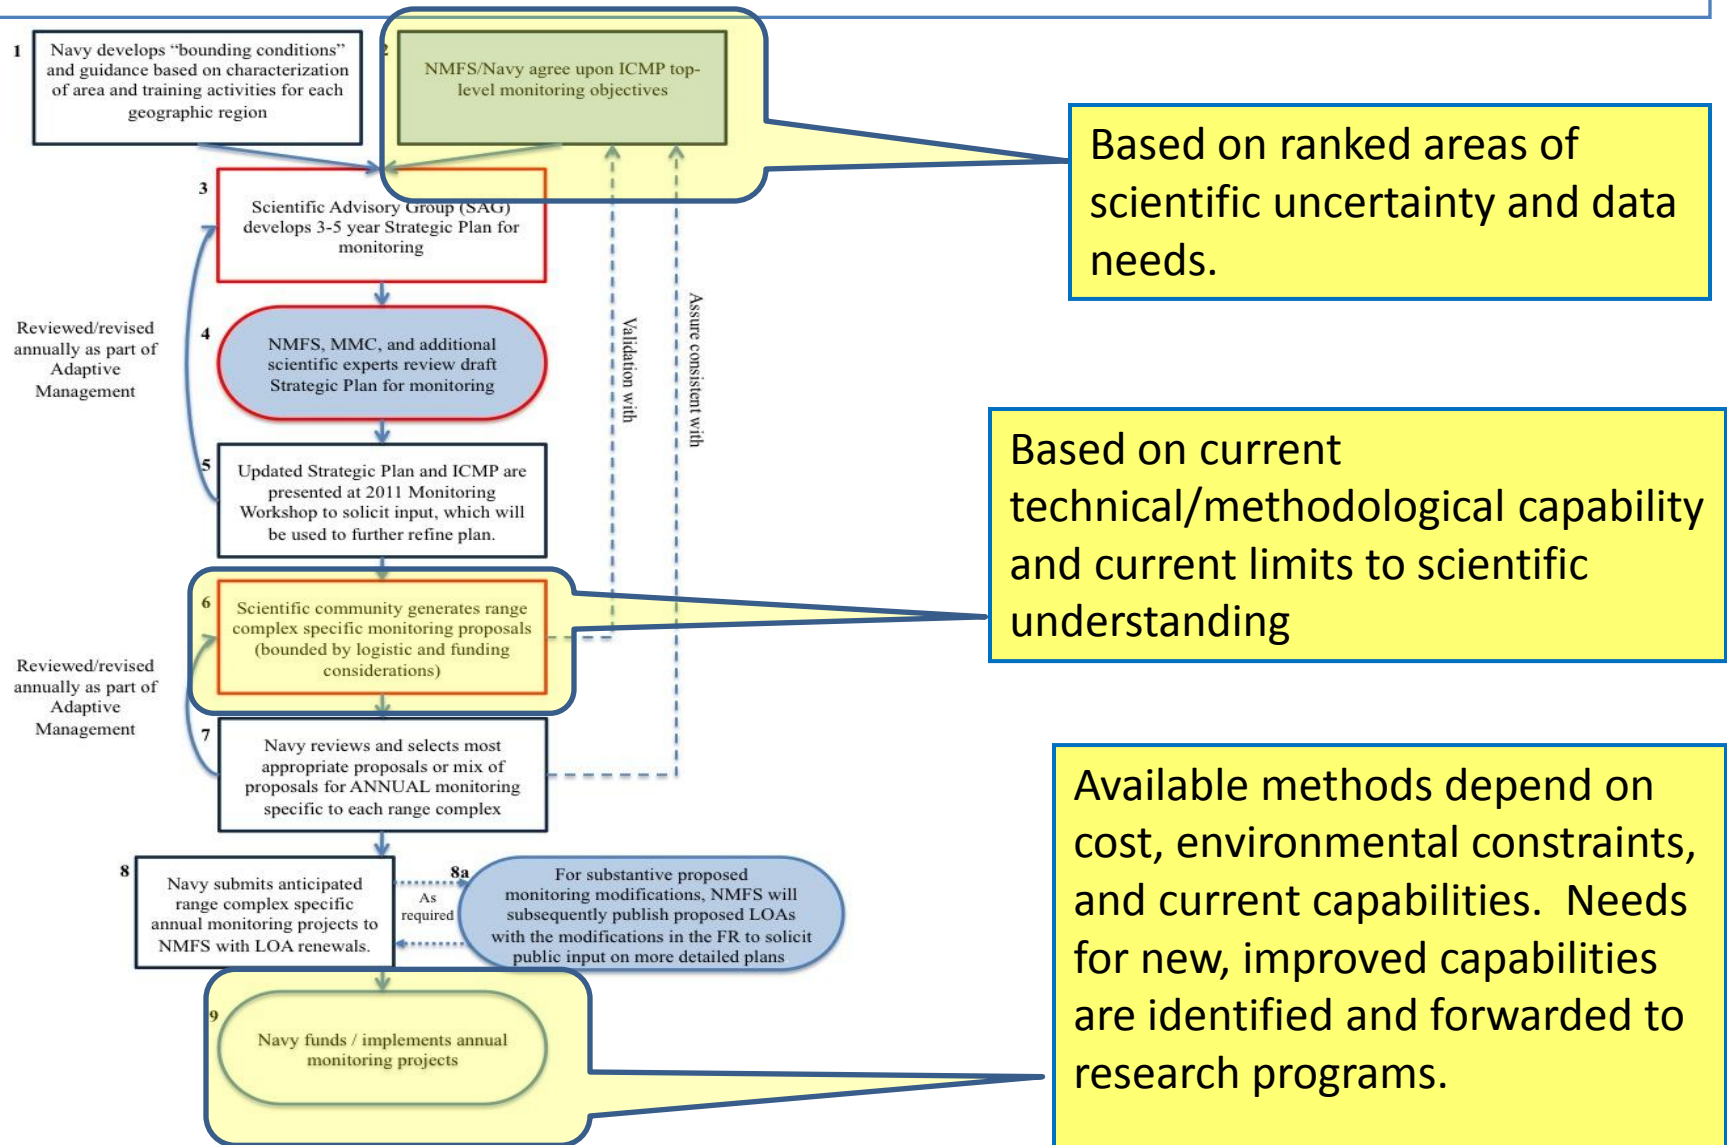 1
Navy develops “bounding conditions”
and guidance based on characterization
of area and training activities for each
geographic region
2
NMFS/Navy agree upon ICMP top-
level monitoring objectives
Based on ranked areas of
scientific uncertainty and data
needs.
3
Scientific Advisory Group (SAG)
develops 3-5 year Strategic Plan for
monitoring
Reviewed/revised
annually as part of
Adaptive
Management
4
NMFS, MMC, and additional
scientific experts review draft
Strategic Plan for monitoring
Validation with
Assure consistent with
5
Updated Strategic Plan and ICMP are
presented at 2011 Monitoring
Workshop to solicit input, which will
be used to further refine plan.
Based on current
technical/methodological capability
and current limits to scientific
understanding
6
Scientific community generates range
complex specific monitoring proposals
(bounded by logistic and funding
considerations)
Reviewed/revised
annually as part of
Adaptive
Management
7
Navy reviews and selects most
appropriate proposals or mix of
proposals for ANNUAL monitoring
specific to each range complex
8
Navy submits anticipated
range complex specific
annual monitoring projects to
NMFS with LOA renewals.
As
required
8a
For substantive proposed
monitoring modifications, NMFS will
subsequently publish proposed LOAs
with the modifications in the FR to solicit
public input on more detailed plans
9
Navy funds / implements annual
monitoring projects
Available methods depend on
cost, environmental constraints,
and current capabilities. Needs
for new, improved capabilities
are identified and forwarded to
research programs.